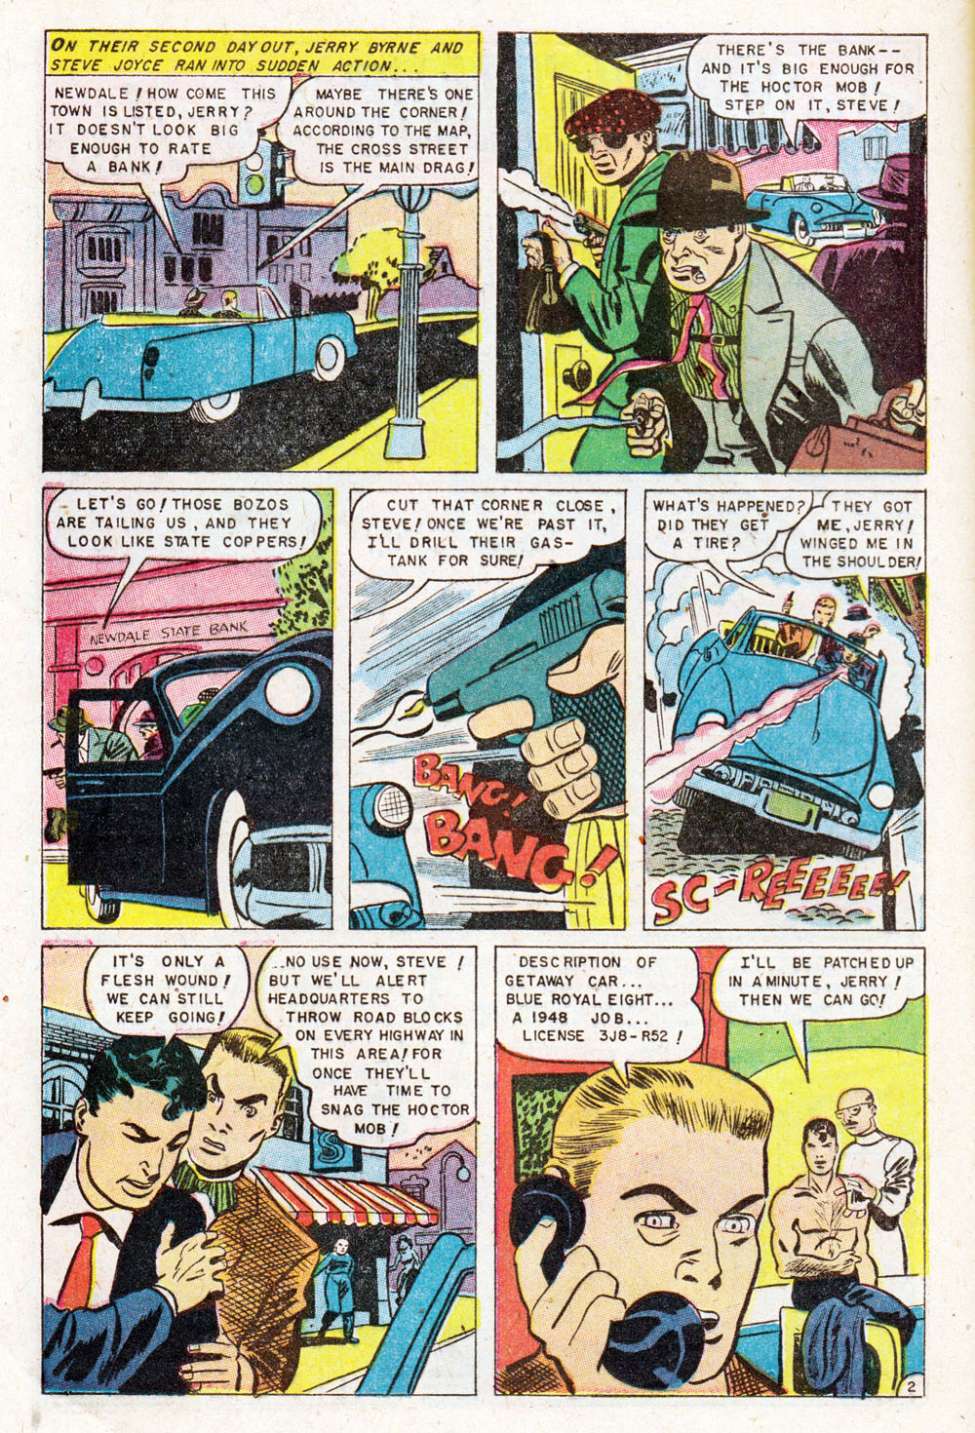 ON THEIR SECOND DAY OUT, JERRY BYRNE AND
STEVE JOYCE RAN INTO SUDDEN ACTION...
NEWDALE! HOW COME THIS
TOWN IS LISTED, JERRY?
IT DOESN'T LOOK BIG
ENOUGH TO RATE
A BANK!
MAYBE THERE'S ONE
AROUND THE CORNER!
ACCORDING TO THE MAP,
THE CROSS STREET
IS THE MAIN DRAG!
THERE'S THE BANK--
AND IT'S BIG ENOUGH FOR
THE HOCTOR MOB!
STEP ON IT, STEVE!
LET'S GO! THOSE BOZOS
ARE TAILING US, AND THEY
LOOK LIKE STATE COPPERS!
NEWDALE STATE BANK
CUT THAT CORNER CLOSE,
STEVE! ONCE WE'RE PAST IT,
I'LL DRILL THEIR GAS-
TANK FOR SURE!
BANG!
BANG!
WHAT'S HAPPENED?
DID THEY GET
A TIRE?
THEY GOT
ME, JERRY!
WINGED ME IN
THE SHOULDER!
SC-REEEEEEE!
IT'S ONLY A
FLESH WOUND!
WE CAN STILL
KEEP GOING!
...NO USE NOW, STEVE!
BUT WE'LL ALERT
HEADQUARTERS TO
THROW ROAD BLOCKS
ON EVERY HIGHWAY IN
THIS AREA! FOR
ONCE THEY'LL
HAVE TIME TO
SNAG THE HOCTOR
MOB!
S
DESCRIPTION OF
GETAWAY CAR...
BLUE ROYAL EIGHT...
A 1948 JOB...
LICENSE 3J8-R52!
I'LL BE PATCHED UP
IN A MINUTE, JERRY!
THEN WE CAN GO!
2